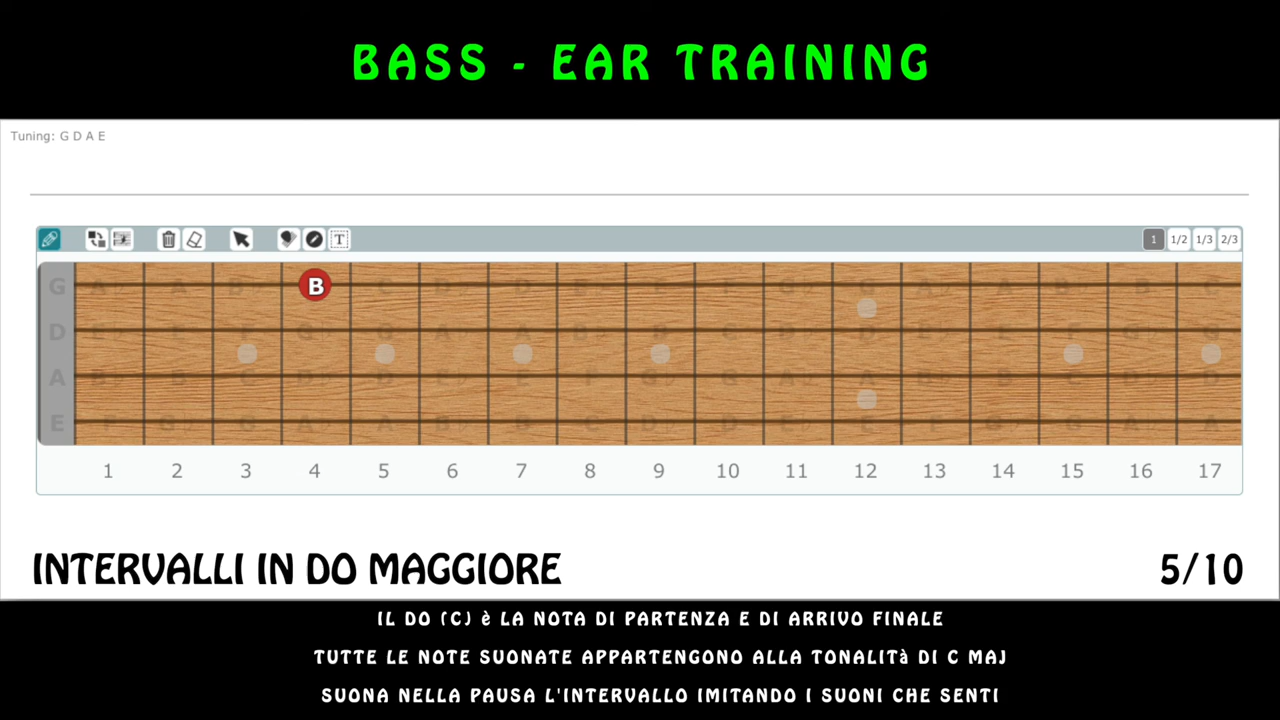 BASS - EAR TRAINING
Tuning: G D A E
T 1 1/2 1/3 2/3
G B
D
A
E
1 2 3 4 5 6 7 8 9 10 11 12 13 14 15 16 17
INTERVALLI IN DO MAGGIORE 5/10
IL DO (C) è LA NOTA DI PARTENZA E DI ARRIVO FINALE
TUTTE LE NOTE SUONATE APPARTENGONO ALLA TONALITà DI C MAJ
SUONA NELLA PAUSA L'INTERVALLO IMITANDO I SUONI CHE SENTI